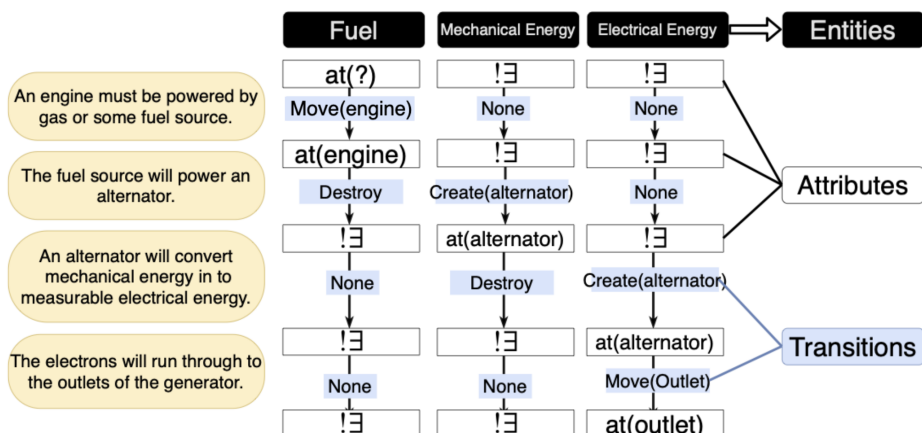 Fuel
Mechanical Energy
Electrical Energy
Entities
An engine must be powered by
gas or some fuel source.
The fuel source will power an
alternator.
An alternator will convert
mechanical energy in to
measurable electrical energy.
The electrons will run through to
the outlets of the generator.
at(?)
!∃
!∃
Move(engine)
None
None
at(engine)
!∃
!∃
Destroy
Create(alternator)
None
!∃
at(alternator)
!∃
None
Destroy
Create(alternator)
!∃
!∃
at(alternator)
None
None
Move(Outlet)
!∃
!∃
at(outlet)
Attributes
Transitions